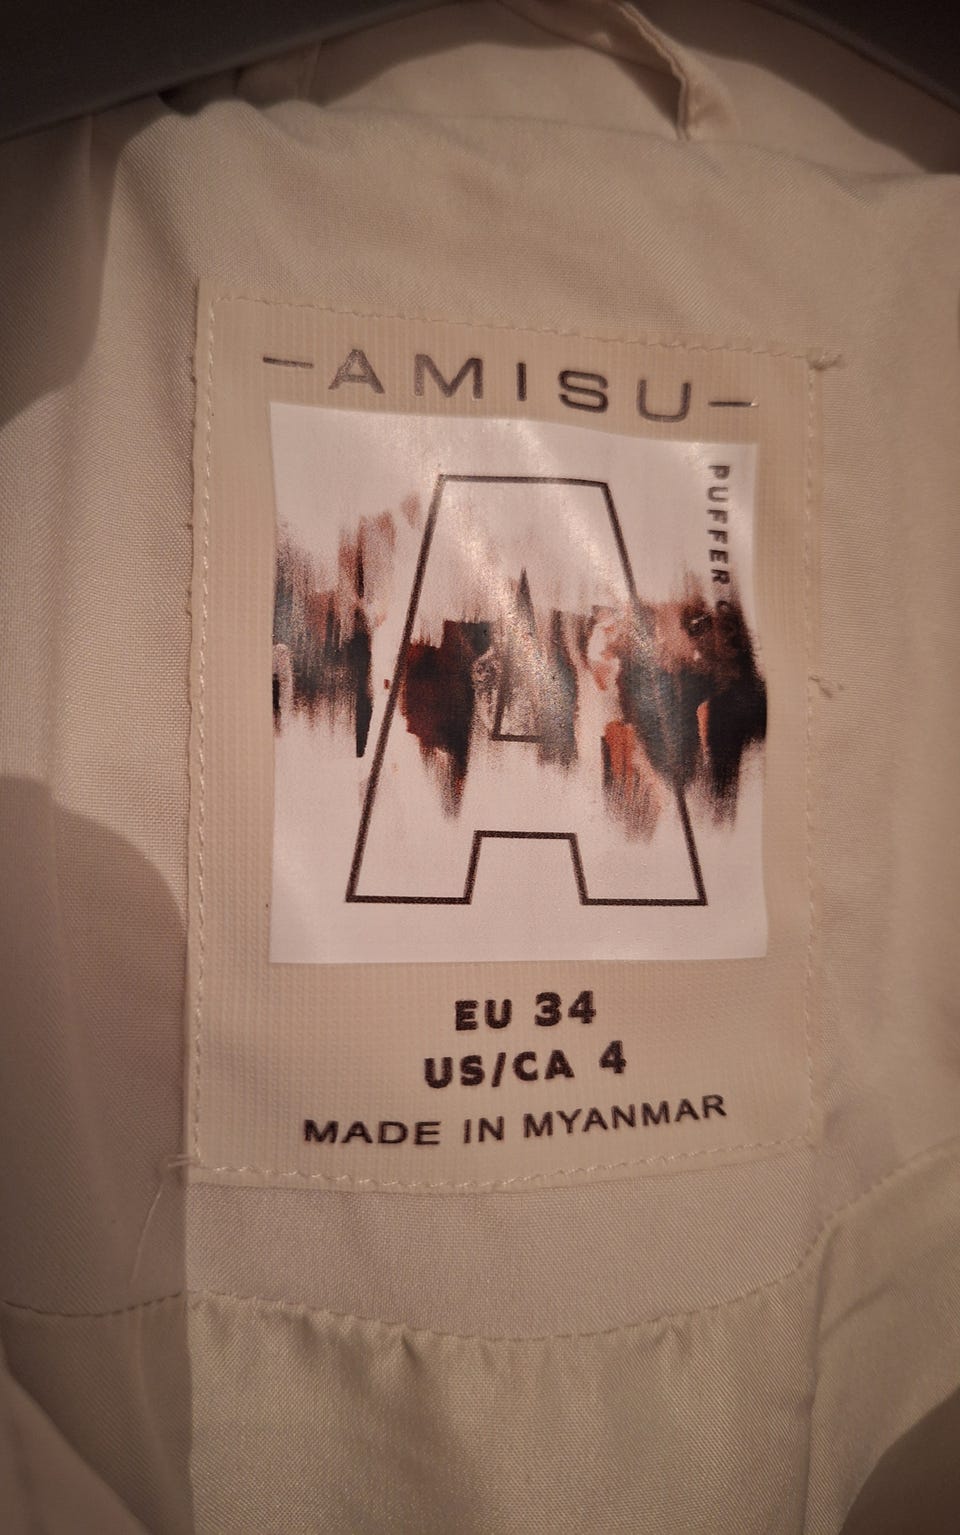 —AMISU—
PUFFER
EU 34
US/CA 4
MADE IN MYANMAR